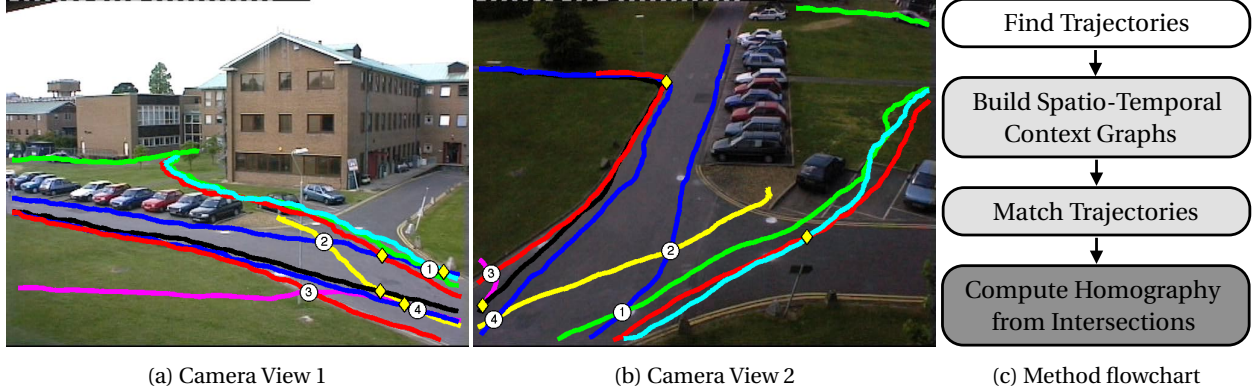 2
1
4
3
3
4
2
1
Find Trajectories
Build Spatio-Temporal
Context Graphs
Match Trajectories
Compute Homography
from Intersections
(a) Camera View 1
(b) Camera View 2
(c) Method flowchart